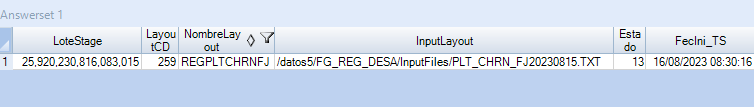 Answerset 1
LoteStage LayoutCD NombreLayout InputLayout Estado FecIni_TS
1 25,920,230,816,083,015 259 REGPLTCHRNFJ /datos5/FG_REG_DESA/InputFiles/PLT_CHRN_FJ20230815.TXT 13 16/08/2023 08:30:16